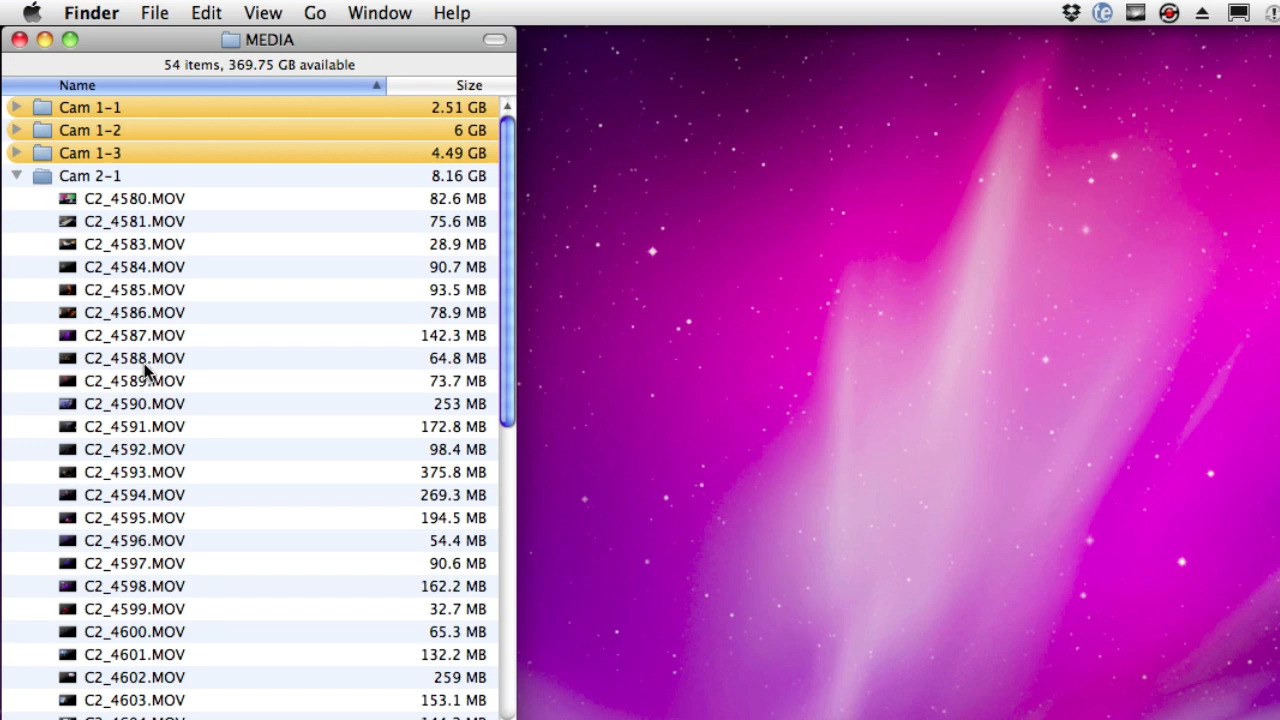 Finder File Edit View Go Window Help
MEDIA
54 items, 369.75 GB available
Name Size
Cam 1-1 2.51 GB
Cam 1-2 6 GB
Cam 1-3 4.49 GB
Cam 2-1 8.16 GB
C2_4580.MOV 82.6 MB
C2_4581.MOV 75.6 MB
C2_4583.MOV 28.9 MB
C2_4584.MOV 90.7 MB
C2_4585.MOV 93.5 MB
C2_4586.MOV 78.9 MB
C2_4587.MOV 142.3 MB
C2_4588.MOV 64.8 MB
C2_4589.MOV 73.7 MB
C2_4590.MOV 253 MB
C2_4591.MOV 172.8 MB
C2_4592.MOV 98.4 MB
C2_4593.MOV 375.8 MB
C2_4594.MOV 269.3 MB
C2_4595.MOV 194.5 MB
C2_4596.MOV 54.4 MB
C2_4597.MOV 90.6 MB
C2_4598.MOV 162.2 MB
C2_4599.MOV 32.7 MB
C2_4600.MOV 65.3 MB
C2_4601.MOV 132.2 MB
C2_4602.MOV 259 MB
C2_4603.MOV 153.1 MB